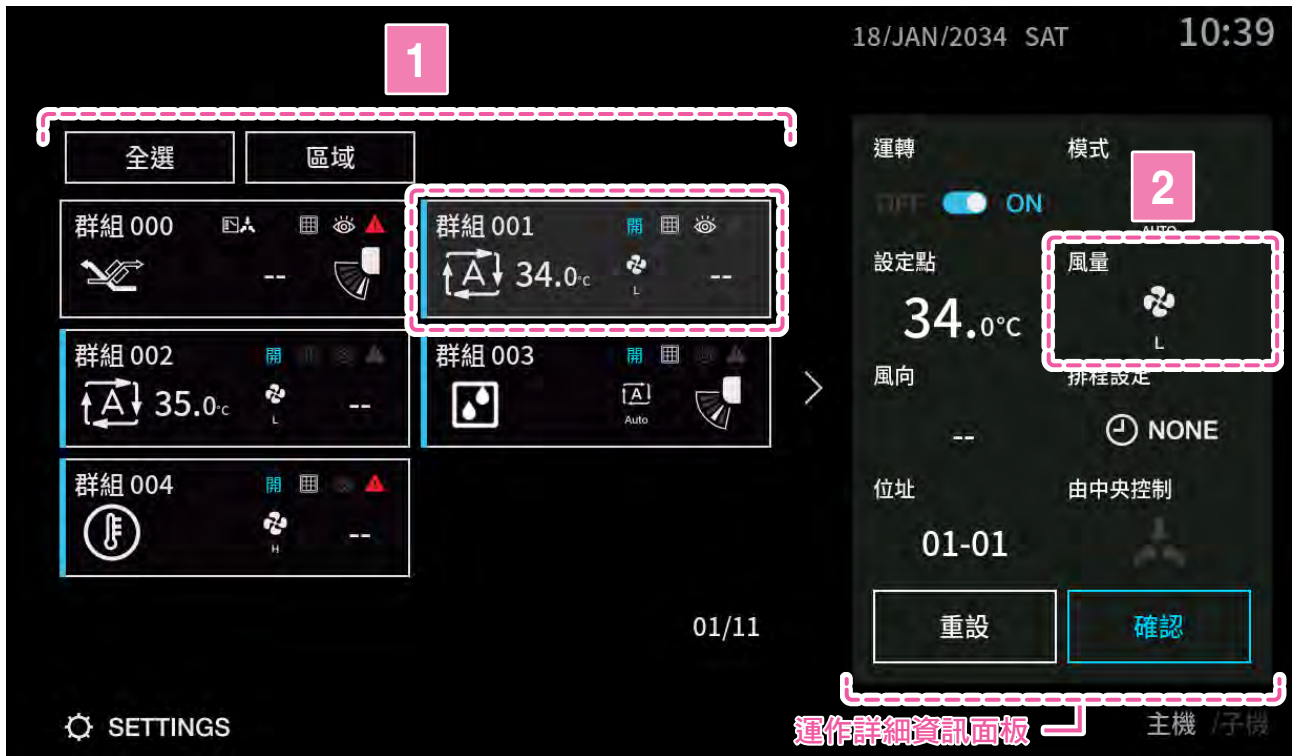 18/JAN/2034 SAT 10:39
1
全選 區域
群組 000
--
群組 001 開
A 34.0°C L --
群組 002 開
A 35.0°C L --
群組 003 開
A Auto
群組 004 開
H --
01/11
SETTINGS
運轉 模式
OFF ON
2
AUTO
設定點 風量
34.0°C L
風向 排程設定
-- NONE
位址 由中央控制
01-01
重設 確認
運作詳細資訊面板
主機 /子機